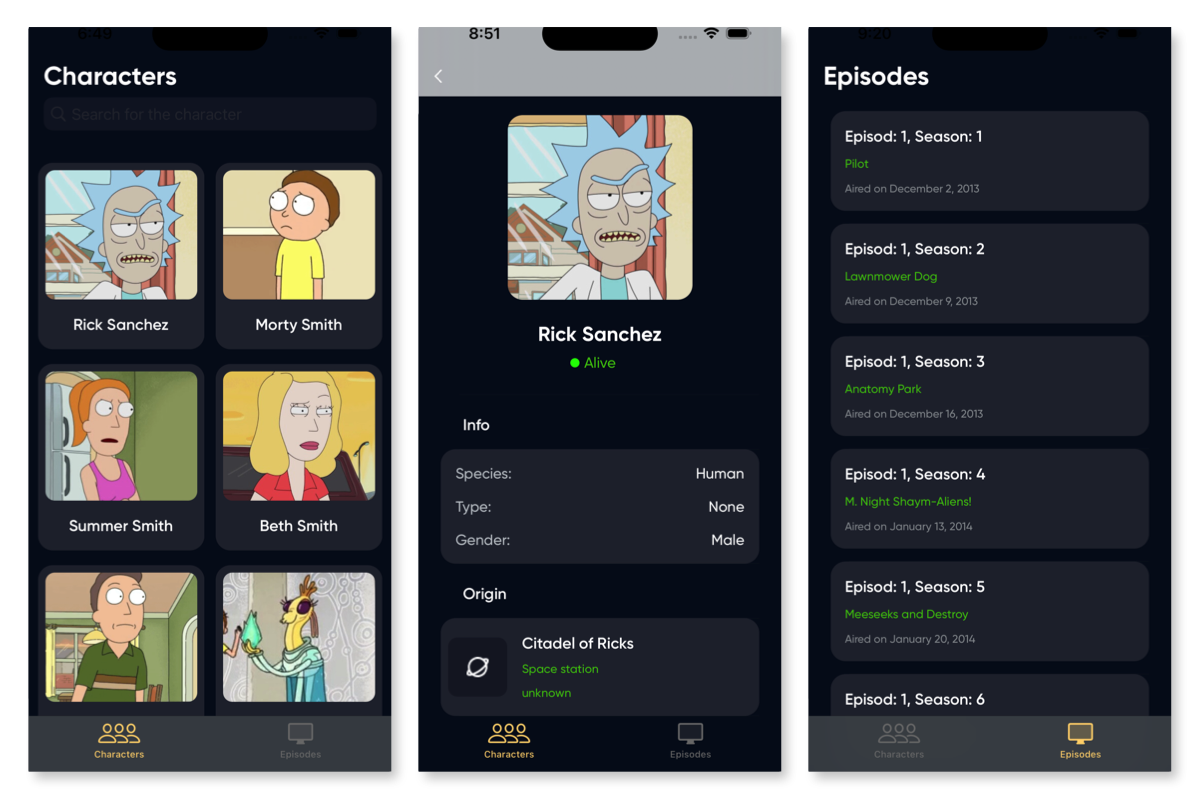 6:49
Characters
Search for the character
Rick Sanchez
Morty Smith
Summer Smith
Beth Smith
Characters
Episodes
8:51
Rick Sanchez
Alive
Info
Species: Human
Type: None
Gender: Male
Origin
Citadel of Ricks
Space station
unknown
Characters
Episodes
9:20
Episodes
Episod: 1, Season: 1
Pilot
Aired on December 2, 2013
Episod: 1, Season: 2
Lawnmower Dog
Aired on December 9, 2013
Episod: 1, Season: 3
Anatomy Park
Aired on December 16, 2013
Episod: 1, Season: 4
M. Night Shaym-Aliens!
Aired on January 13, 2014
Episod: 1, Season: 5
Meeseeks and Destroy
Aired on January 20, 2014
Episod: 1, Season: 6
Characters
Episodes